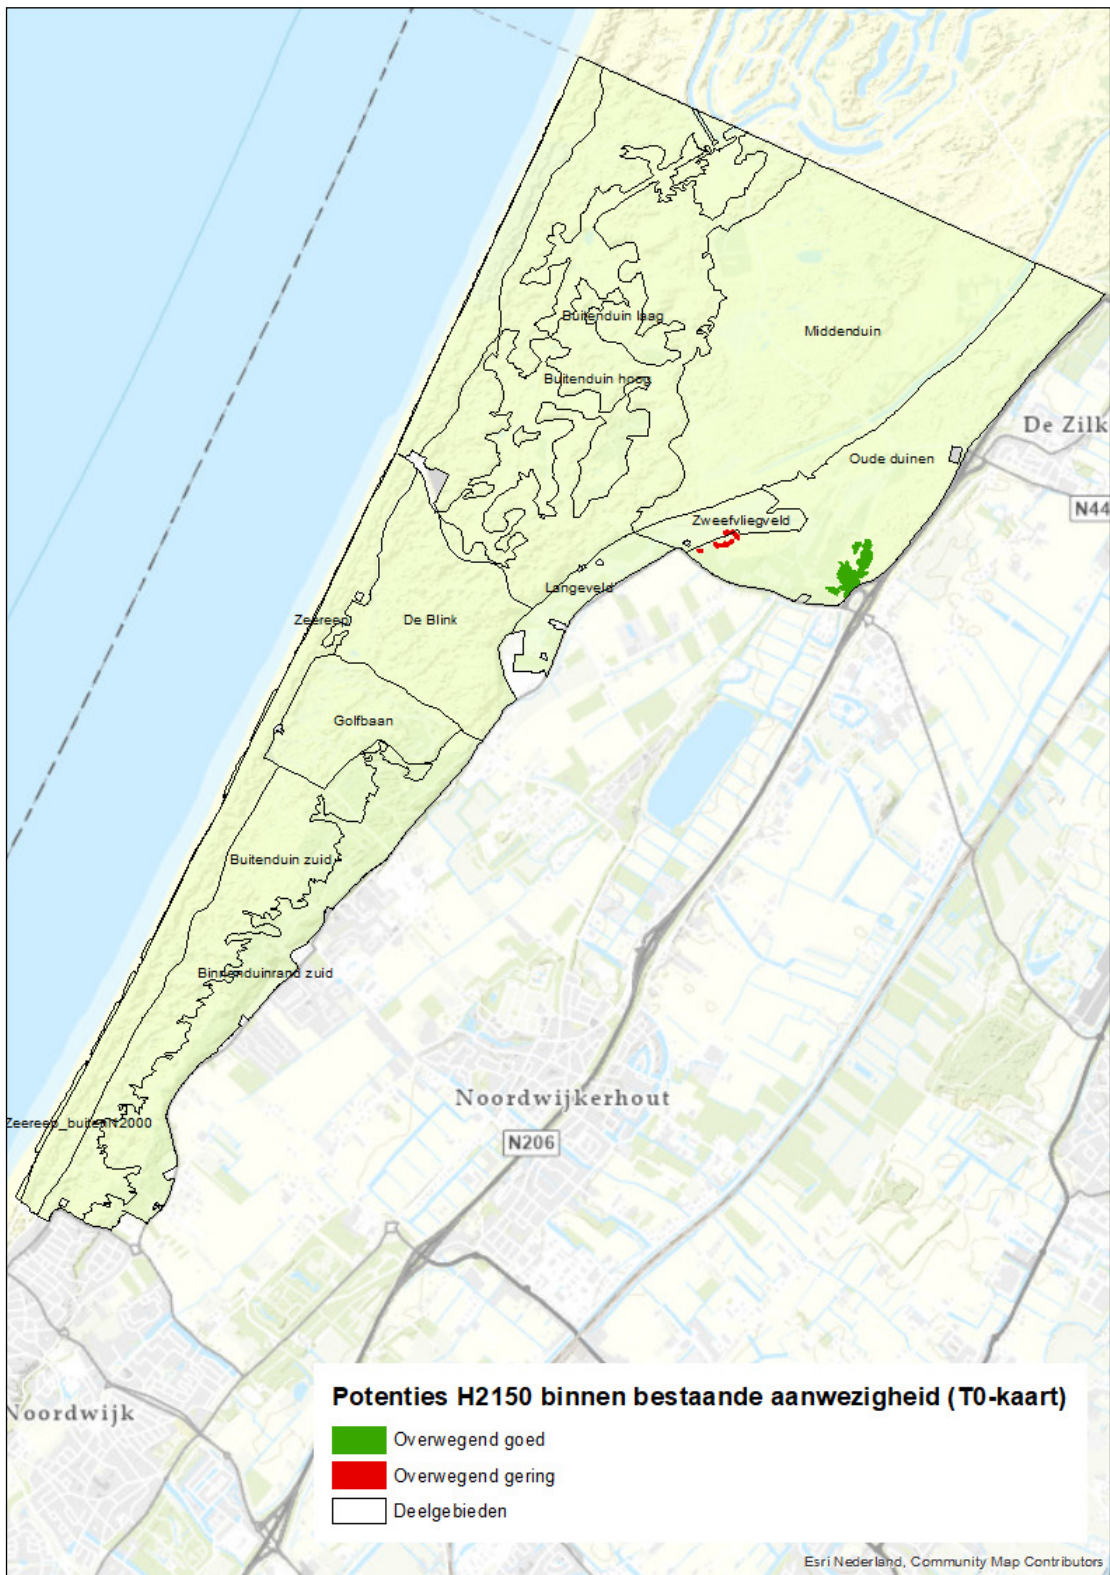 Buitenduin laag
Middenduin
Buitenduin hoog
De Zilk
Oude duinen
N44
Zweefvliegveld
Langeveld
Zeereep
De Blink
Golfbaan
Buitenduin zuid
Binnenduinrand zuid
Noordwijkerhout
Zeereep_buitenN2000
N206
Noordwijk
Potenties H2150 binnen bestaande aanwezigheid (T0-kaart)
Overwegend goed
Overwegend gering
Deelgebieden
Esri Nederland, Community Map Contributors